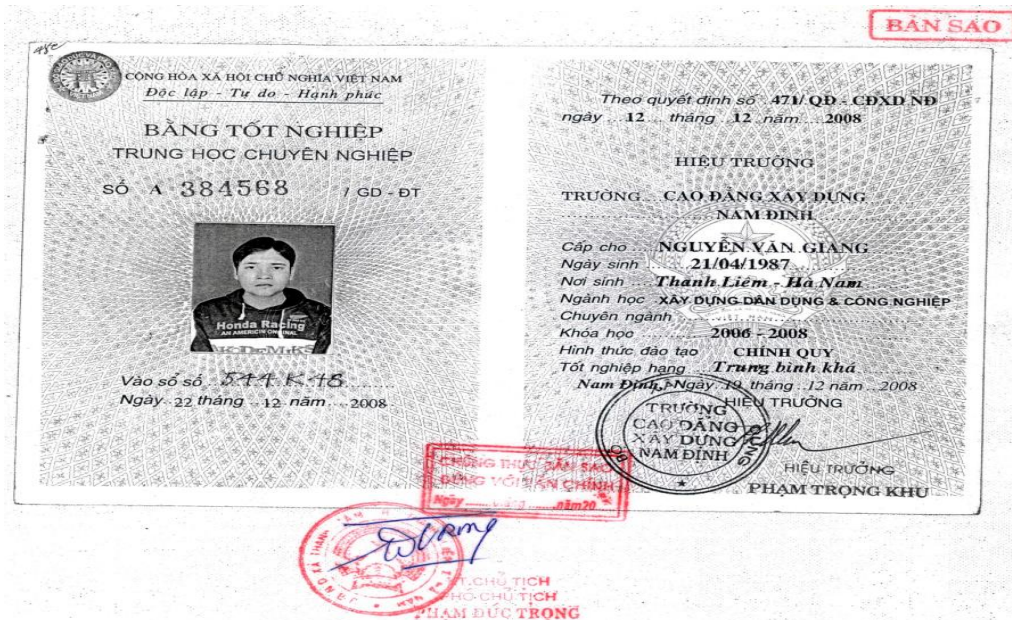 BẢN SAO
CỘNG HÒA XÃ HỘI CHỦ NGHĨA VIỆT NAM
Độc lập - Tự do - Hạnh phúc
BẰNG TỐT NGHIỆP
TRUNG HỌC CHUYÊN NGHIỆP
SỐ A 384568 / GD - ĐT
Honda Racing
AN AMERICAN ORIGINAL
Vào sổ số 544 K48
Ngày 22 tháng 12 năm 2008
Theo quyết định số 471/ QĐ - CĐXD NĐ
ngày 12 tháng 12 năm 2008
HIỆU TRƯỞNG
TRƯỜNG CAO ĐẲNG XÂY DỰNG
NAM ĐỊNH
Cấp cho NGUYỄN VĂN GIANG
Ngày sinh 21/04/1987
Nơi sinh Thanh Liêm - Hà Nam
Ngành học XÂY DỰNG DÂN DỤNG & CÔNG NGHIỆP
Chuyên ngành
Khóa học 2006 - 2008
Hình thức đào tạo CHÍNH QUY
Tốt nghiệp hạng Trung bình khá
Nam Định, Ngày 19 tháng 12 năm 2008
HIỆU TRƯỞNG
TRƯỜNG
CAO ĐẲNG
XÂY DỰNG
NAM ĐỊNH
HIỆU TRƯỞNG
PHẠM TRỌNG KHU
CHỨNG THỰC BẢN SAO
ĐÚNG VỚI BẢN CHÍNH
Ngày tháng năm20
KT.CHỦ TỊCH
PHÓ CHỦ TỊCH
PHẠM ĐỨC TRỌNG